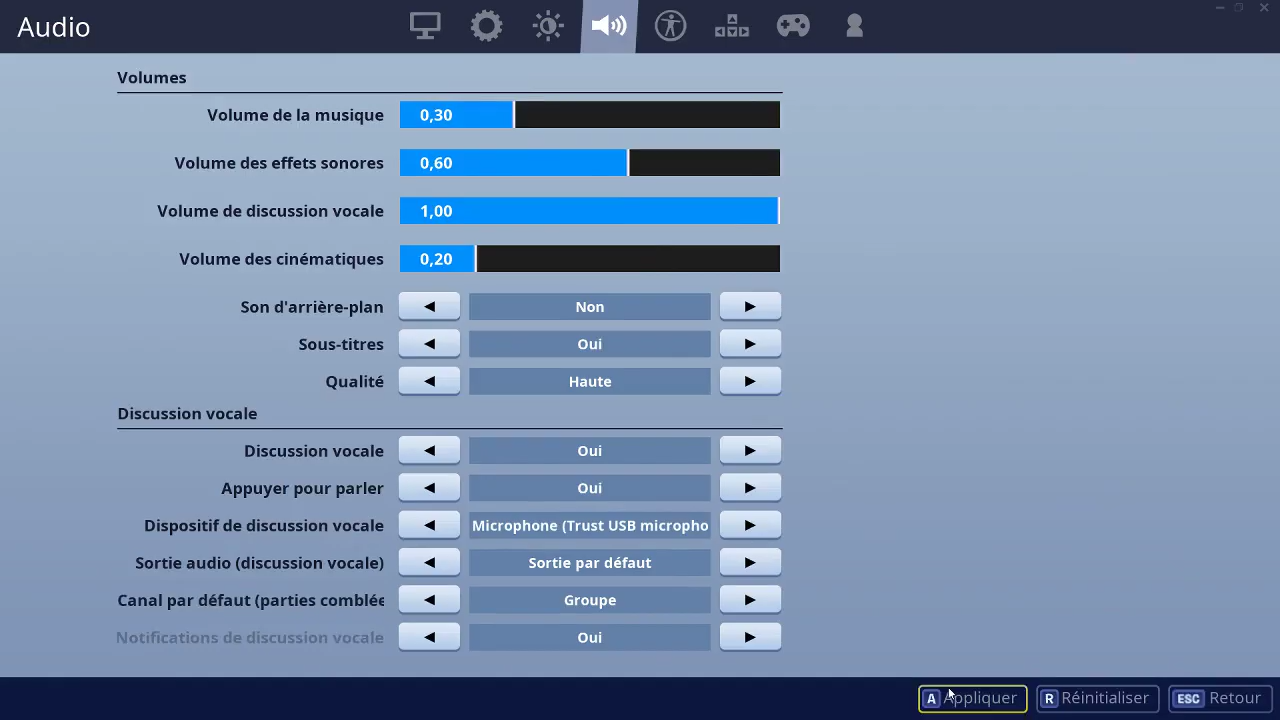 Audio
Volumes
Volume de la musique 0,30
Volume des effets sonores 0,60
Volume de discussion vocale 1,00
Volume des cinématiques 0,20
Son d'arrière-plan Non
Sous-titres Oui
Qualité Haute
Discussion vocale
Discussion vocale Oui
Appuyer pour parler Oui
Dispositif de discussion vocale Microphone (Trust USB micropho
Sortie audio (discussion vocale) Sortie par défaut
Canal par défaut (parties comblée Groupe
Notifications de discussion vocale Oui
A Appliquer R Réinitialiser ESC Retour